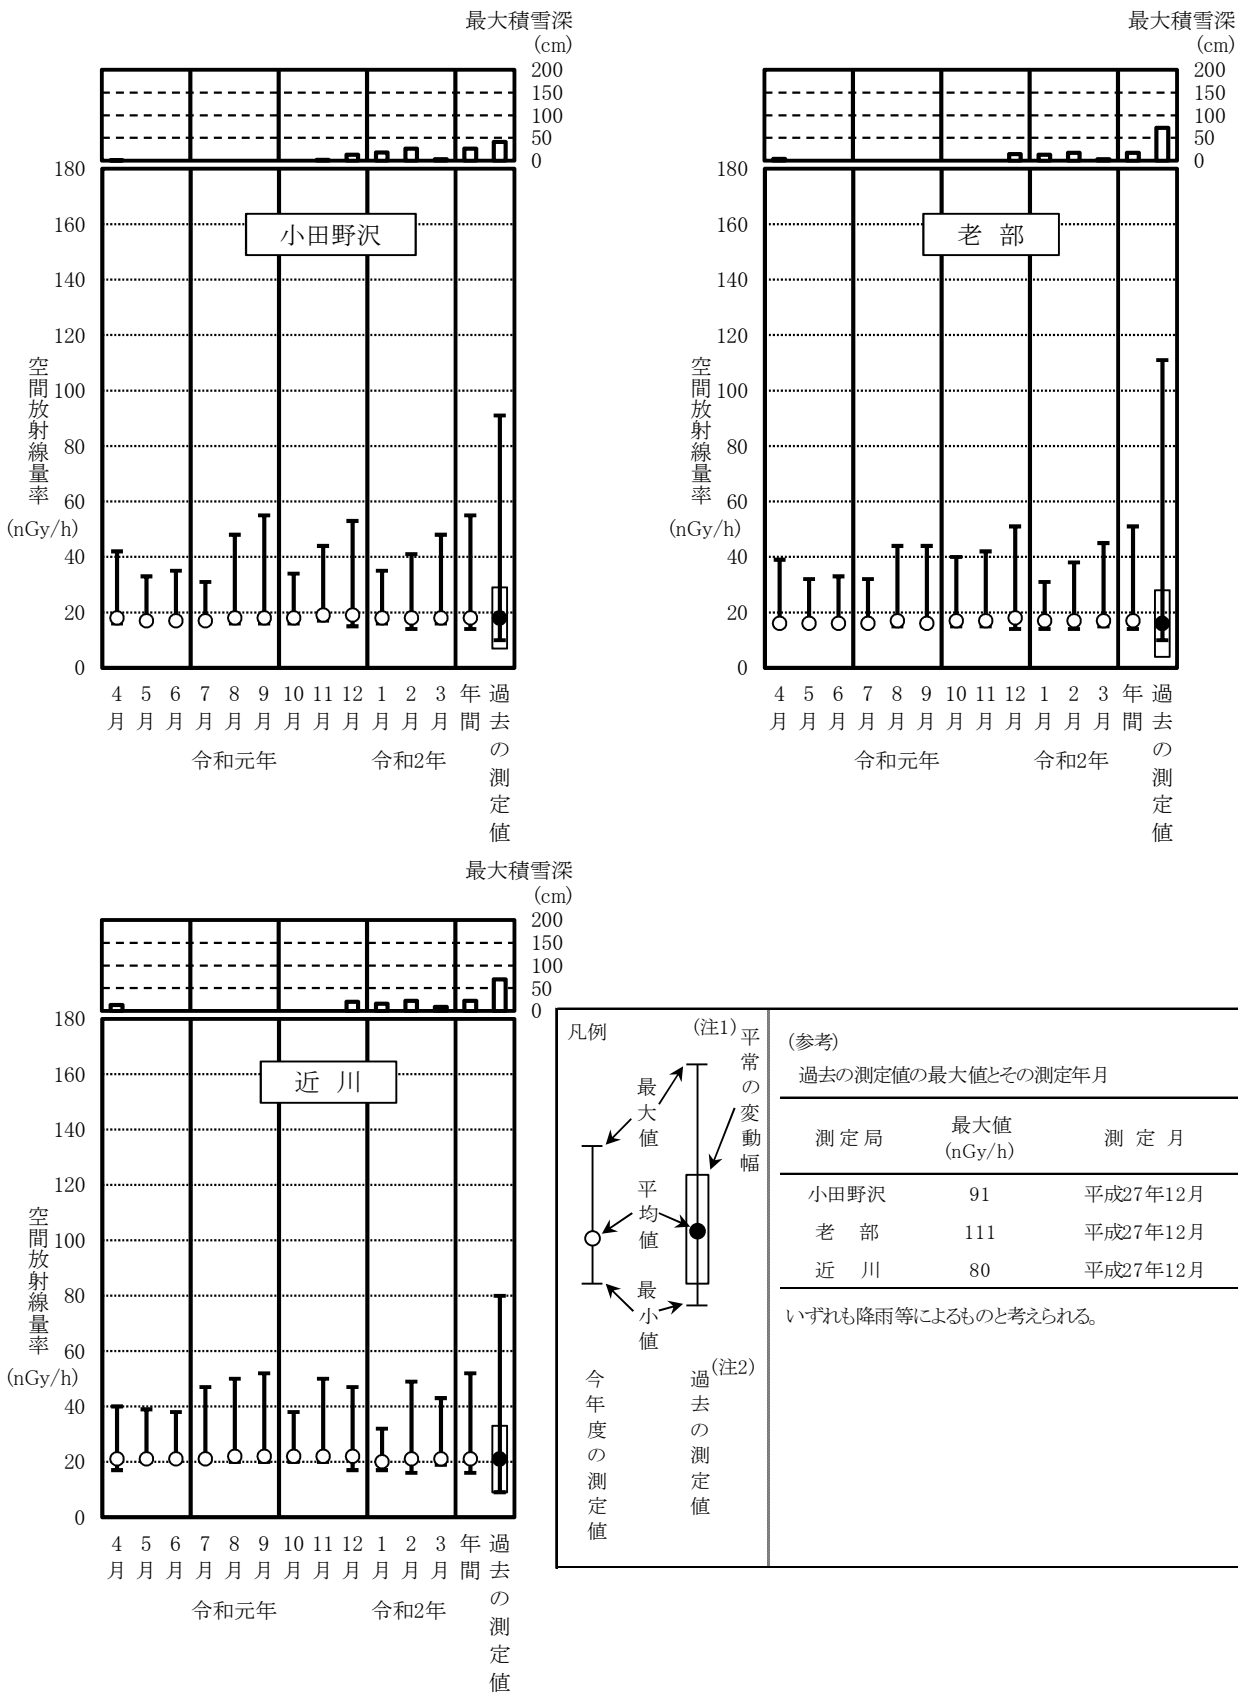 最大積雪深
(cm)
200
150
100
50
0
180
160
140
120
100
80
60
40
20
0
小田野沢
空間放射線量率
(nGy/h)
4月 5月 6月 7月 8月 9月 10月 11月 12月 1月 2月 3月 年間 過去の測定値
令和元年 令和2年
最大積雪深
(cm)
200
150
100
50
0
180
160
140
120
100
80
60
40
20
0
老 部
空間放射線量率
(nGy/h)
4月 5月 6月 7月 8月 9月 10月 11月 12月 1月 2月 3月 年間 過去の測定値
令和元年 令和2年
最大積雪深
(cm)
200
150
100
50
0
180
160
140
120
100
80
60
40
20
0
近 川
空間放射線量率
(nGy/h)
4月 5月 6月 7月 8月 9月 10月 11月 12月 1月 2月 3月 年間 過去の測定値
令和元年 令和2年
凡例
(注1)
平常の変動幅
最大値
平均値
最小値
今年度の測定値
過去の測定値
(注2)
(参考)
過去の測定値の最大値とその測定年月
測定局 最大値(nGy/h) 測 定 月
小田野沢 91 平成27年12月
老 部 111 平成27年12月
近 川 80 平成27年12月
いずれも降雨等によるものと考えられる。